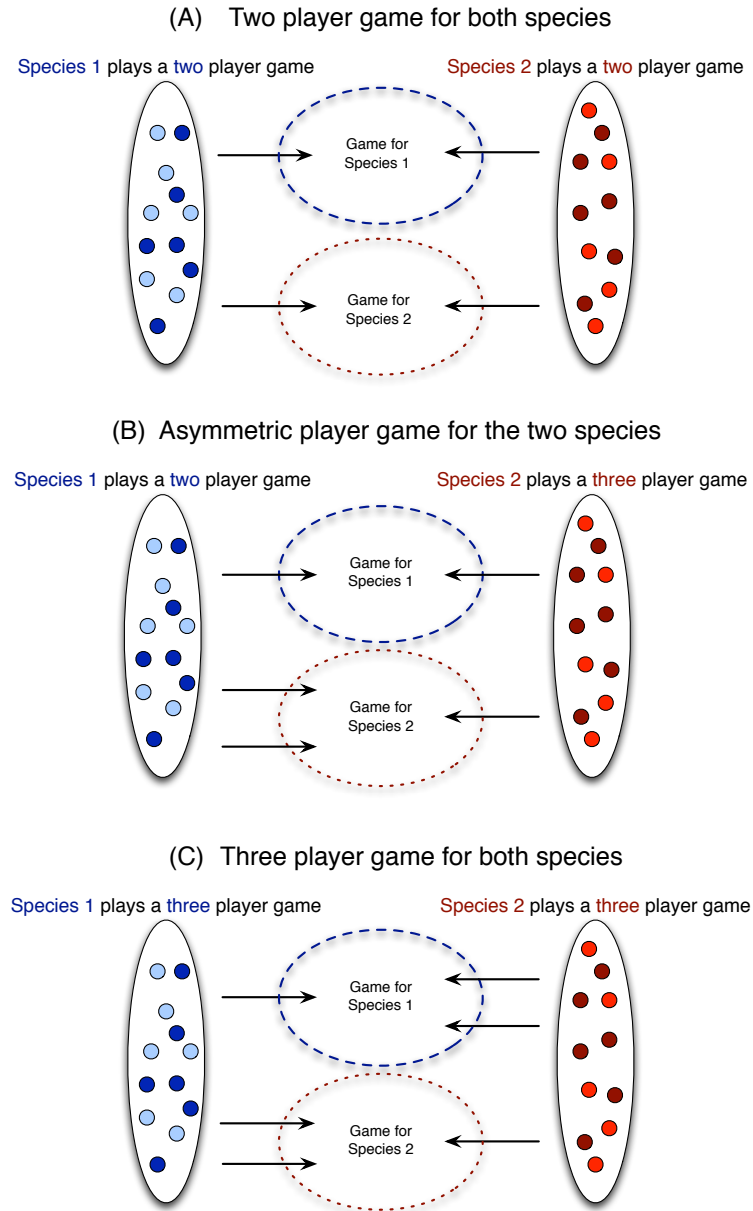 (A) Two player game for both species
Species 1 plays a two player game
Species 2 plays a two player game
Game for
Species 1
Game for
Species 2
(B) Asymmetric player game for the two species
Species 1 plays a two player game
Species 2 plays a three player game
Game for
Species 1
Game for
Species 2
(C) Three player game for both species
Species 1 plays a three player game
Species 2 plays a three player game
Game for
Species 1
Game for
Species 2